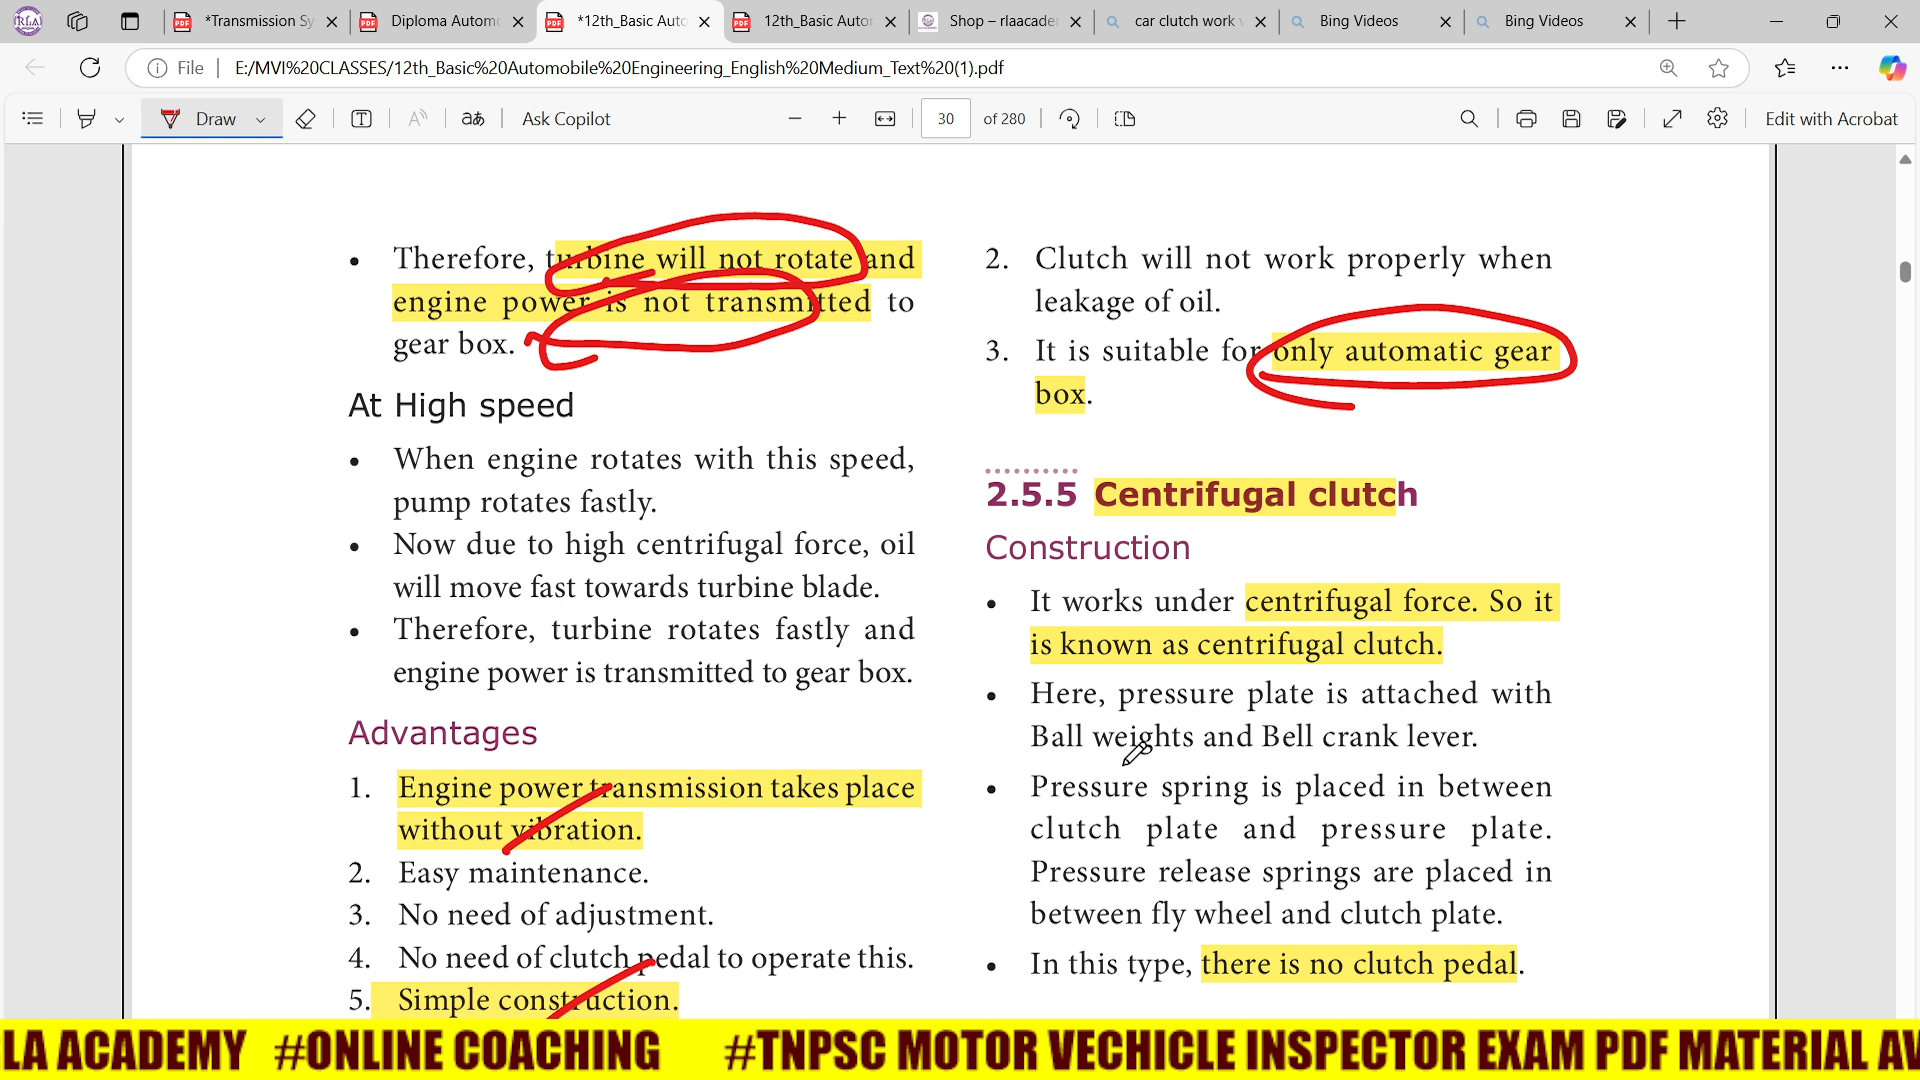 *Transmission Sy
Diploma Automo
*12th_Basic Auto
12th_Basic Autor
Shop – rlaacader
car clutch work v
Bing Videos
Bing Videos
File
E:/MVI%20CLASSES/12th_Basic%20Automobile%20Engineering_English%20Medium_Text%20(1).pdf
Draw
Ask Copilot
30
of 280
Edit with Acrobat
• Therefore, turbine will not rotate and
engine power is not transmitted to
gear box.
At High speed
• When engine rotates with this speed,
pump rotates fastly.
• Now due to high centrifugal force, oil
will move fast towards turbine blade.
• Therefore, turbine rotates fastly and
engine power is transmitted to gear box.
Advantages
1. Engine power transmission takes place
without vibration.
2. Easy maintenance.
3. No need of adjustment.
4. No need of clutch pedal to operate this.
5. Simple construction.
2. Clutch will not work properly when
leakage of oil.
3. It is suitable for only automatic gear
box.
2.5.5 Centrifugal clutch
Construction
• It works under centrifugal force. So it
is known as centrifugal clutch.
• Here, pressure plate is attached with
Ball weights and Bell crank lever.
• Pressure spring is placed in between
clutch plate and pressure plate.
Pressure release springs are placed in
between fly wheel and clutch plate.
• In this type, there is no clutch pedal.
LA ACADEMY #ONLINE COACHING #TNPSC MOTOR VECHICLE INSPECTOR EXAM PDF MATERIAL AV